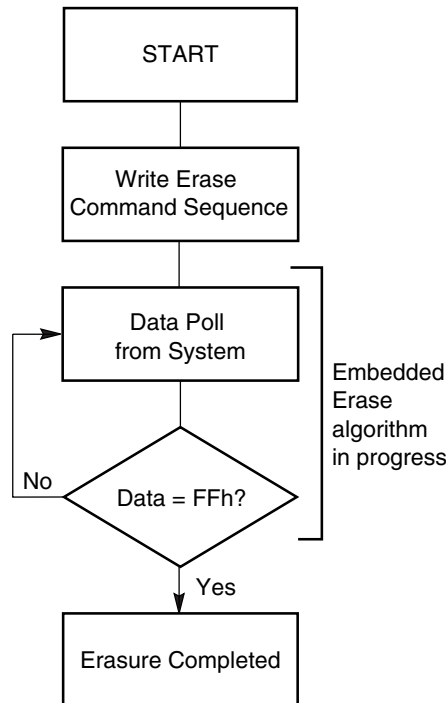 START
Write Erase
Command Sequence
Data Poll
from System
Embedded
Erase
algorithm
in progress
No
Data = FFh?
Yes
Erasure Completed